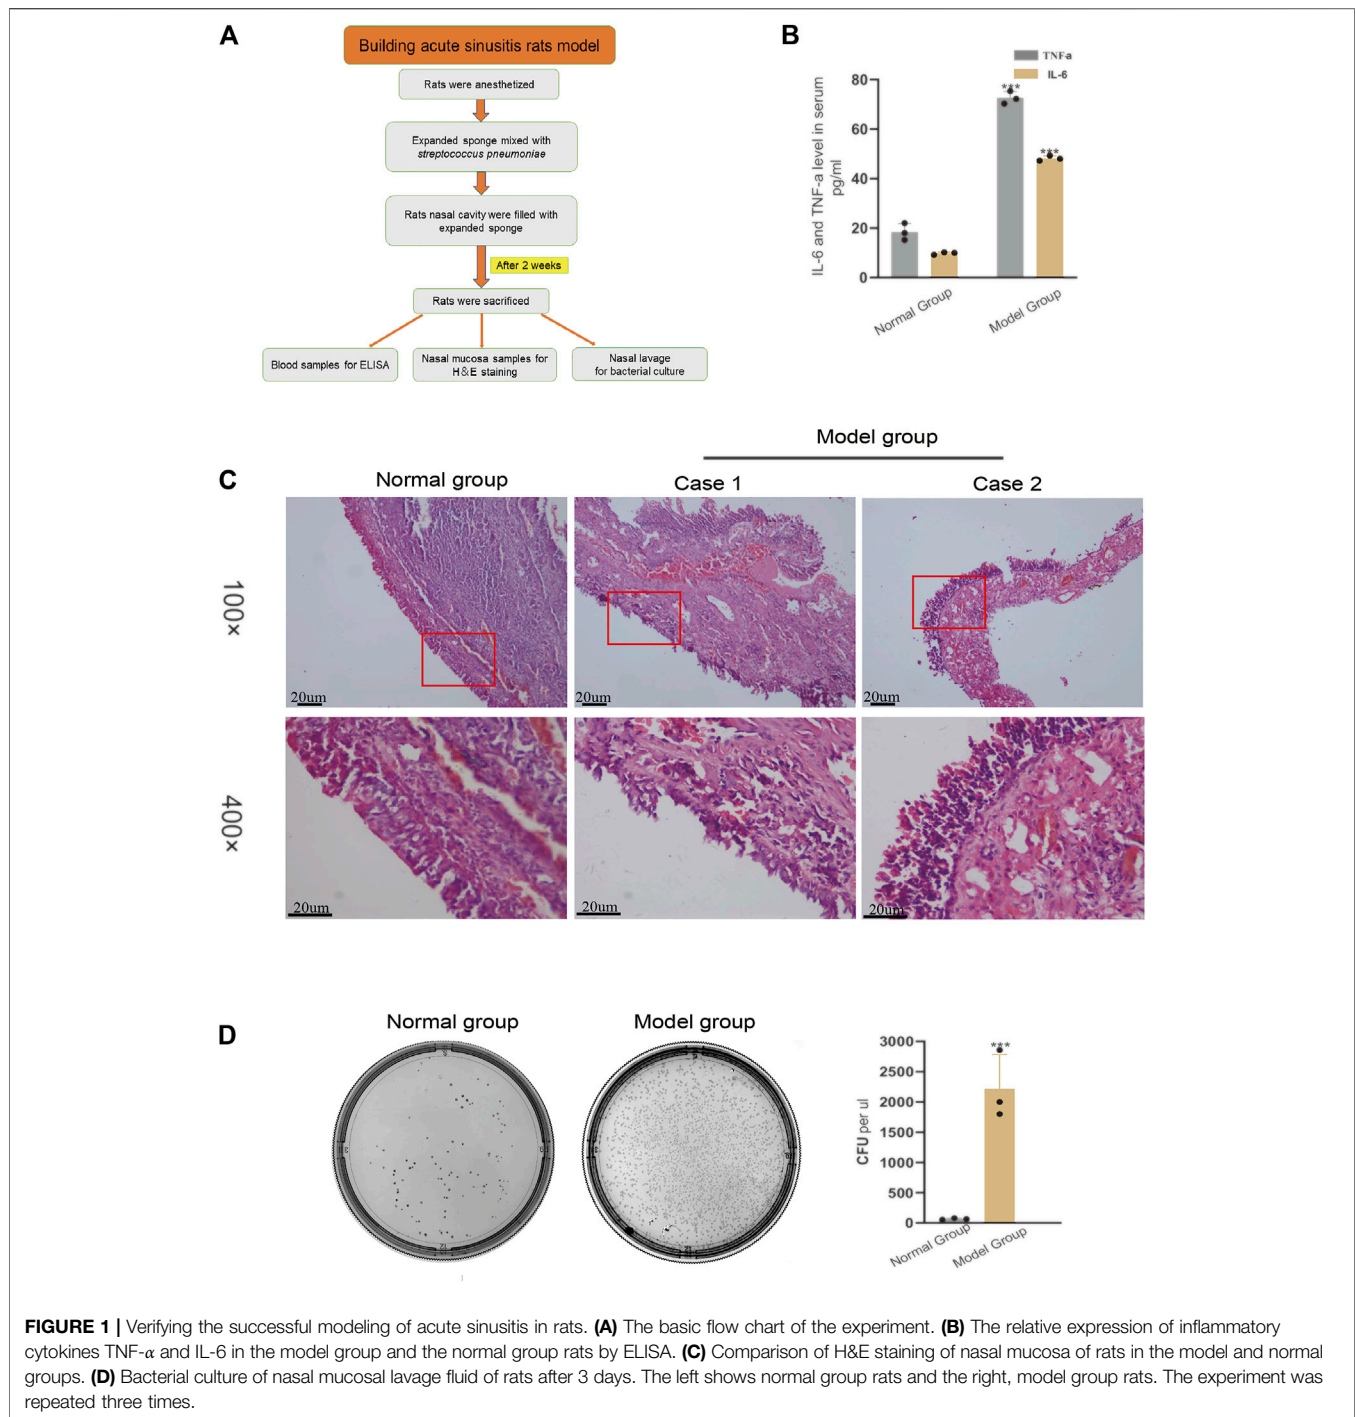 A
Building acute sinusitis rats model
Rats were anesthetized
Expanded sponge mixed with
streptococcus pneumoniae
Rats nasal cavity were filled with
expanded sponge
After 2 weeks
Rats were sacrificed
Blood samples for ELISA
Nasal mucosa samples for
H&E staining
Nasal lavage
for bacterial culture
B
TNF-a
IL-6
IL-6 and TNF-a level in serum
pg/ml
80
60
40
20
0
***
***
Normal Group
Model Group
C
Model group
Normal group
Case 1
Case 2
100×
20um
20um
20um
400×
20um
20um
20um
D
Normal group
Model group
CFU per ul
3000
2500
2000
1500
1000
500
0
***
Normal Group
Model Group
FIGURE 1 | Verifying the successful modeling of acute sinusitis in rats. (A) The basic flow chart of the experiment. (B) The relative expression of inflammatory
cytokines TNF-α and IL-6 in the model group and the normal group rats by ELISA. (C) Comparison of H&E staining of nasal mucosa of rats in the model and normal
groups. (D) Bacterial culture of nasal mucosal lavage fluid of rats after 3 days. The left shows normal group rats and the right, model group rats. The experiment was
repeated three times.